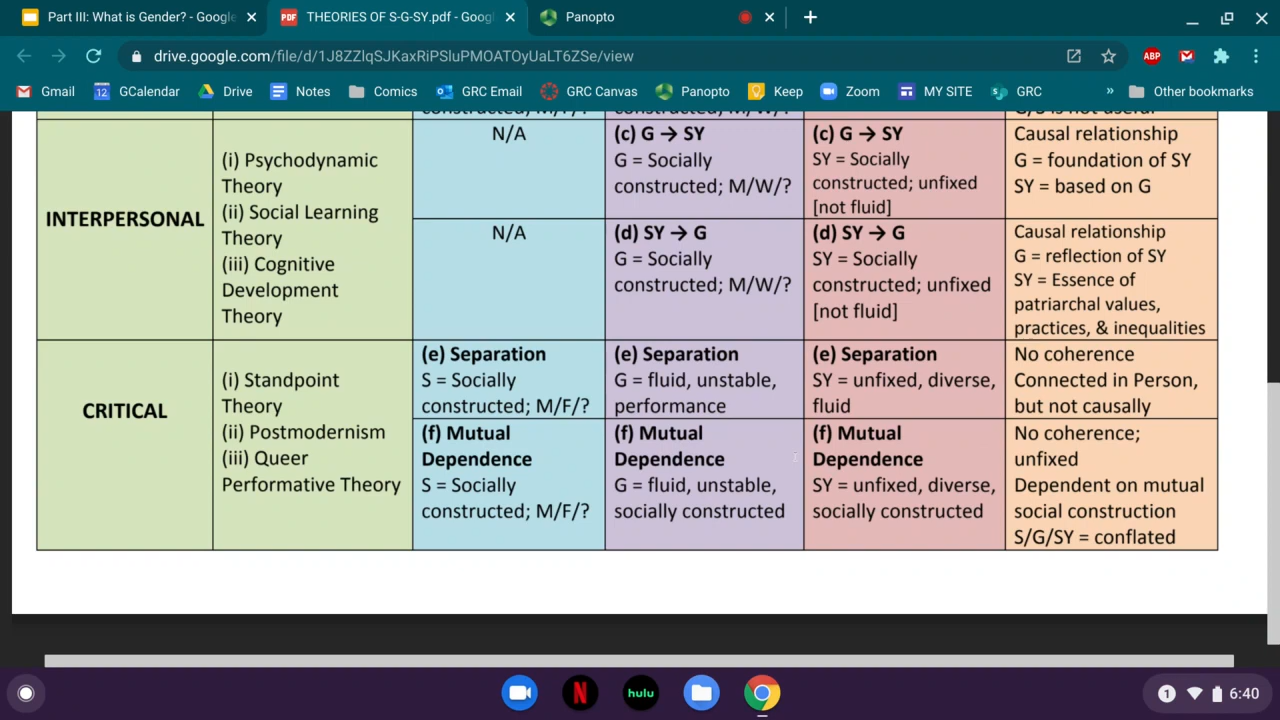 Part III: What is Gender? - Google
THEORIES OF S-G-SY.pdf - Goog
Panopto
drive.google.com/file/d/1J8ZZlqSJKaxRiPSluPMOATOyUaLT6ZSe/view
ABP
Gmail
12
GCalendar
Drive
Notes
Comics
GRC Email
GRC Canvas
Panopto
Keep
Zoom
MY SITE
GRC
»
Other bookmarks
INTERPERSONAL
(i) Psychodynamic
Theory
(ii) Social Learning
Theory
(iii) Cognitive
Development
Theory
N/A
(c) G → SY
G = Socially
constructed; M/W/?
(c) G → SY
SY = Socially
constructed; unfixed
[not fluid]
Causal relationship
G = foundation of SY
SY = based on G
N/A
(d) SY → G
G = Socially
constructed; M/W/?
(d) SY → G
SY = Socially
constructed; unfixed
[not fluid]
Causal relationship
G = reflection of SY
SY = Essence of
patriarchal values,
practices, & inequalities
CRITICAL
(i) Standpoint
Theory
(ii) Postmodernism
(iii) Queer
Performative Theory
(e) Separation
S = Socially
constructed; M/F/?
(e) Separation
G = fluid, unstable,
performance
(e) Separation
SY = unfixed, diverse,
fluid
No coherence
Connected in Person,
but not causally
(f) Mutual
Dependence
S = Socially
constructed; M/F/?
(f) Mutual
Dependence
G = fluid, unstable,
socially constructed
(f) Mutual
Dependence
SY = unfixed, diverse,
socially constructed
No coherence;
unfixed
Dependent on mutual
social construction
S/G/SY = conflated
N
hulu
1
6:40